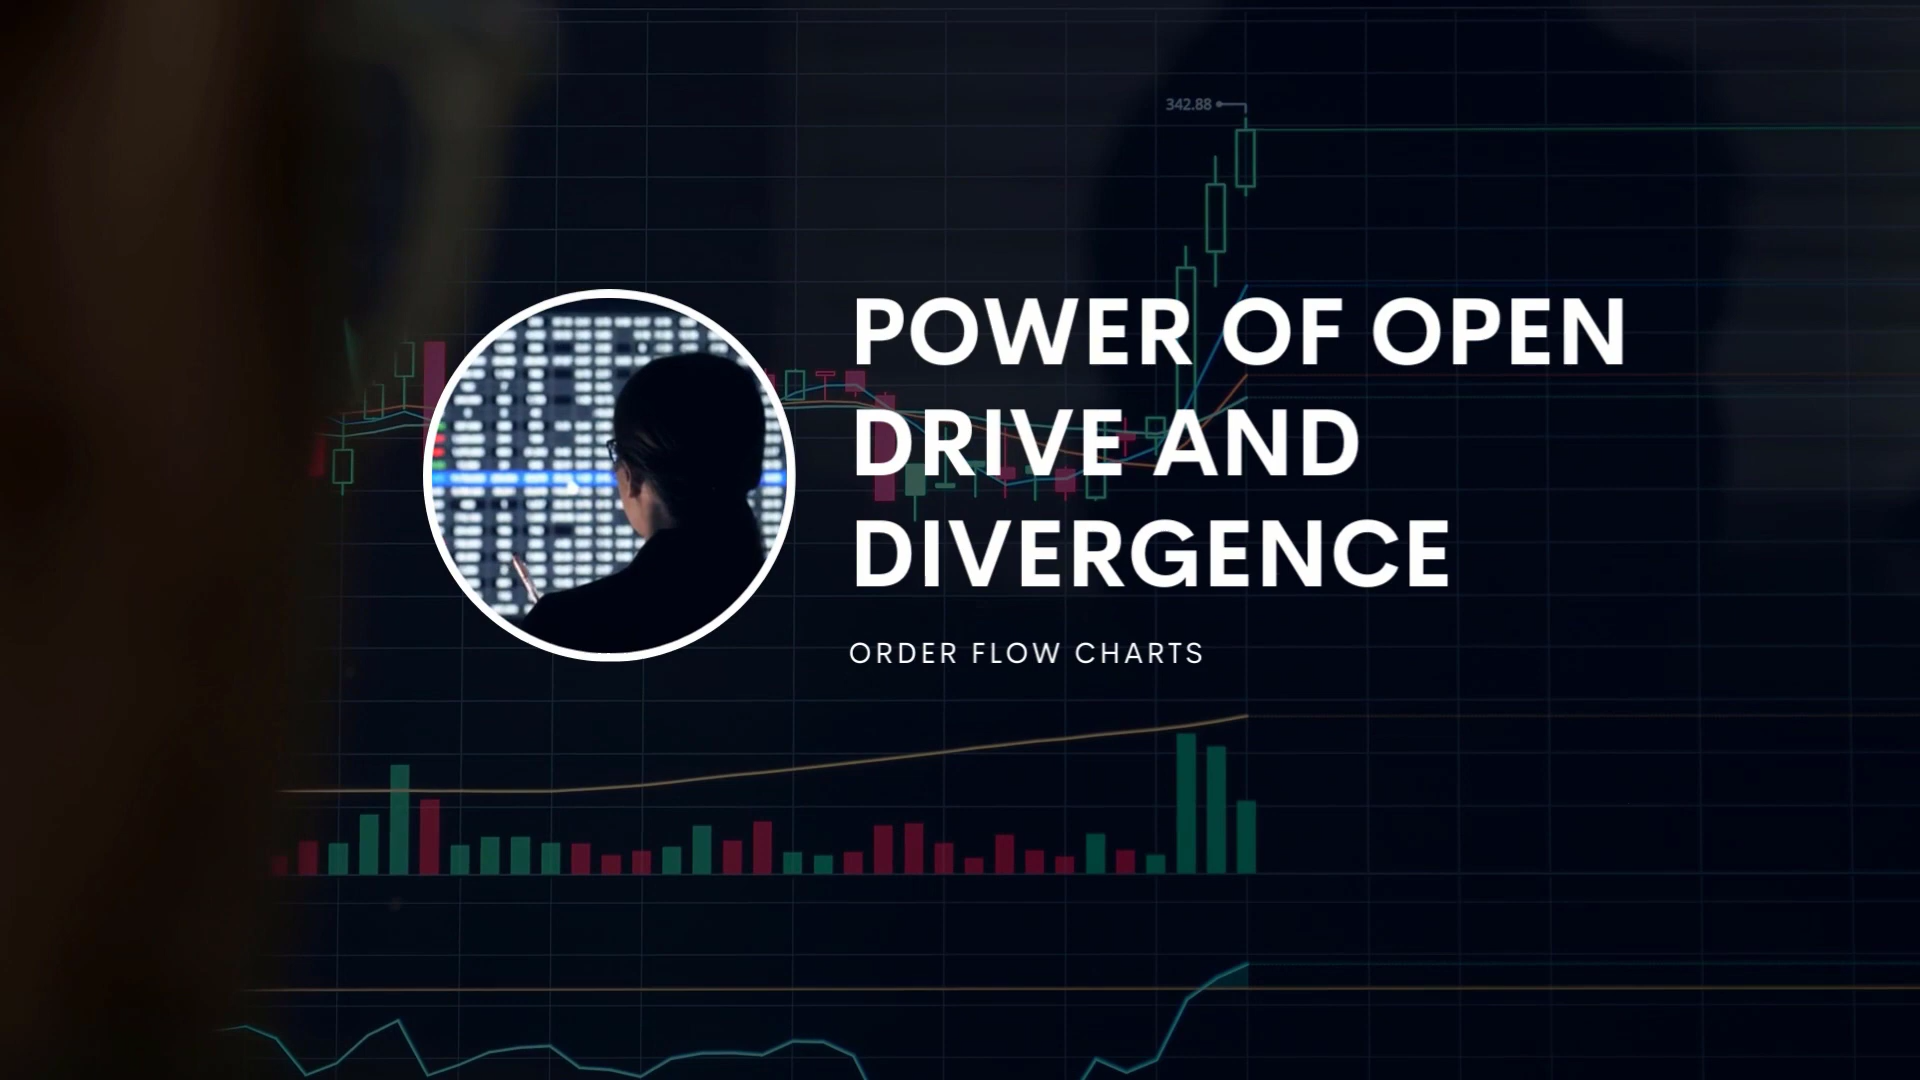 342.88
POWER OF OPEN
DRIVE AND
DIVERGENCE
ORDER FLOW CHARTS